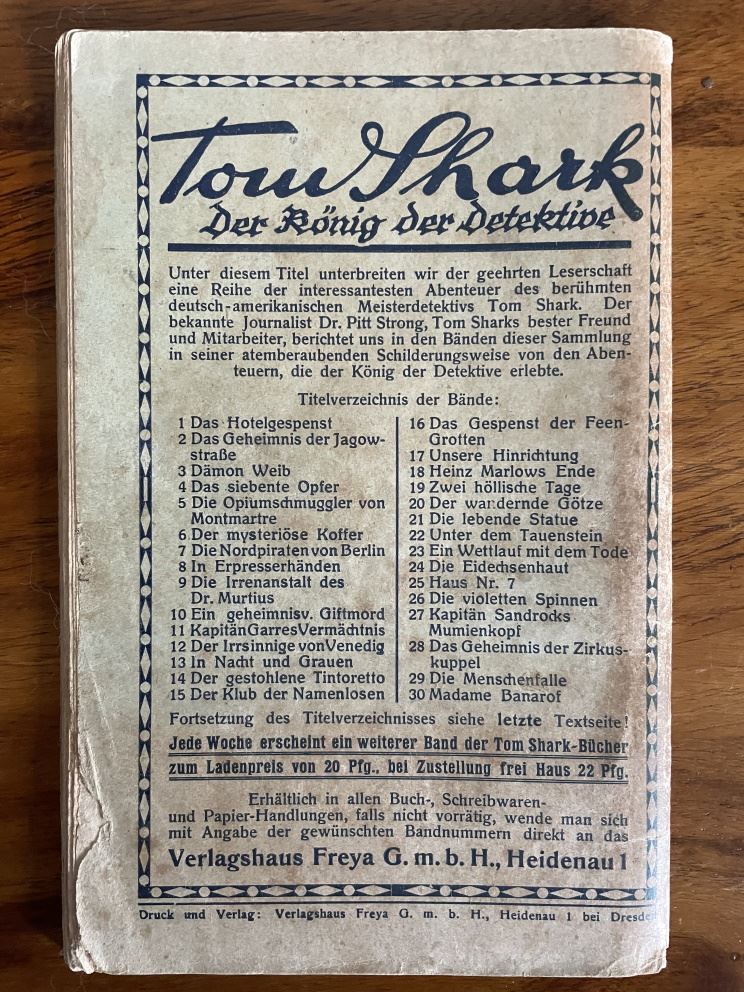 Tom Shark
Der König der Detektive
Unter diesem Titel unterbreiten wir der geehrten Leserschaft
eine Reihe der interessantesten Abenteuer des berühmten
deutsch-amerikanischen Meisterdetektivs Tom Shark. Der
bekannte Journalist Dr. Pitt Strong, Tom Sharks bester Freund
und Mitarbeiter, berichtet uns in den Bänden dieser Sammlung
in seiner atemberaubenden Schilderungsweise von den Aben-
teuern, die der König der Detektive erlebte.
Titelverzeichnis der Bände:
1 Das Hotelgespenst
2 Das Geheimnis der Jagow-
straße
3 Dämon Weib
4 Das siebente Opfer
5 Die Opiumschmuggler von
Montmartre
6 Der mysteriöse Koffer
7 Die Nordpiraten von Berlin
8 In Erpresserhänden
9 Die Irrenanstalt des
Dr. Murtius
10 Ein geheimnisv. Giftmord
11 Kapitän Garres Vermächtnis
12 Der Irrsinnige von Venedig
13 In Nacht und Grauen
14 Der gestohlene Tintoretto
15 Der Klub der Namenlosen
16 Das Gespenst der Feen-
Grotten
17 Unsere Hinrichtung
18 Heinz Marlows Ende
19 Zwei höllische Tage
20 Der wandernde Götze
21 Die lebende Statue
22 Unter dem Tauenstein
23 Ein Wettlauf mit dem Tode
24 Die Eidechsenhaut
25 Haus Nr. 7
26 Die violetten Spinnen
27 Kapitän Sandrocks
Mumienkopf
28 Das Geheimnis der Zirkus-
kuppel
29 Die Menschenfalle
30 Madame Banarof
Fortsetzung des Titelverzeichnisses siehe letzte Textseite!
Jede Woche erscheint ein weiterer Band der Tom Shark-Bücher
zum Ladenpreis von 20 Pfg., bei Zustellung frei Haus 22 Pfg.
Erhältlich in allen Buch-, Schreibwaren-
und Papier-Handlungen, falls nicht vorrätig, wende man sich
mit Angabe der gewünschten Bandnummern direkt an das
Verlagshaus Freya G. m. b. H., Heidenau 1
Druck und Verlag: Verlagshaus Freya G. m. b. H., Heidenau 1 bei Dresde